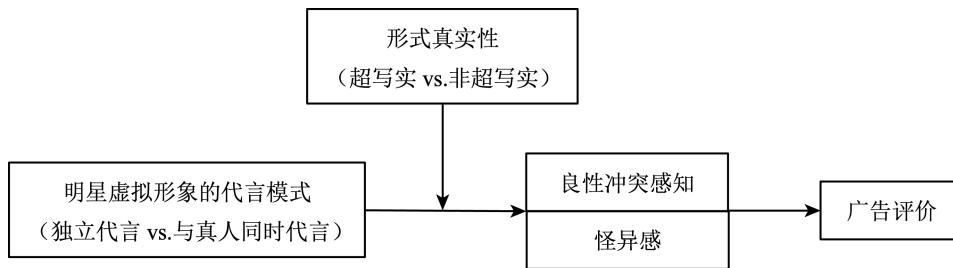 形式真实性
（超写实 vs.非超写实）
明星虚拟形象的代言模式
（独立代言 vs.与真人同时代言）
良性冲突感知
怪异感
广告评价